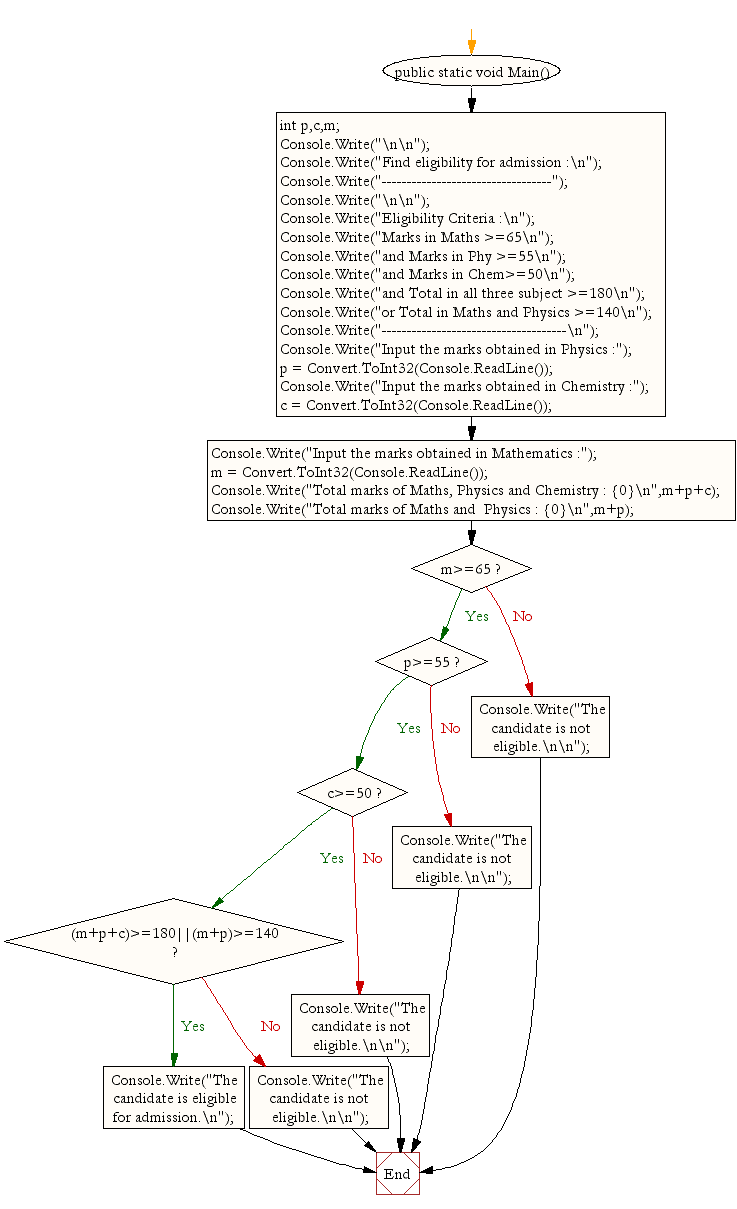 public static void Main()
int p,c,m;
Console.Write("\n\n");
Console.Write("Find eligibility for admission :\n");
Console.Write("----------------------------------");
Console.Write("\n\n");
Console.Write("Eligibility Criteria :\n");
Console.Write("Marks in Maths >=65\n");
Console.Write("and Marks in Phy >=55\n");
Console.Write("and Marks in Chem>=50\n");
Console.Write("and Total in all three subject >=180\n");
Console.Write("or Total in Maths and Physics >=140\n");
Console.Write("-------------------------------------\n");
Console.Write("Input the marks obtained in Physics :");
p = Convert.ToInt32(Console.ReadLine());
Console.Write("Input the marks obtained in Chemistry :");
c = Convert.ToInt32(Console.ReadLine());
Console.Write("Input the marks obtained in Mathematics :");
m = Convert.ToInt32(Console.ReadLine());
Console.Write("Total marks of Maths, Physics and Chemistry : {0}\n",m+p+c);
Console.Write("Total marks of Maths and  Physics : {0}\n",m+p);
m>=65 ?
Yes
No
p>=55 ?
Console.Write("The
candidate is not
eligible.\n\n");
Yes
No
c>=50 ?
Console.Write("The
candidate is not
eligible.\n\n");
Yes
No
(m+p+c)>=180||(m+p)>=140
?
Console.Write("The
candidate is not
eligible.\n\n");
Yes
No
Console.Write("The
candidate is eligible
for admission.\n");
Console.Write("The
candidate is not
eligible.\n\n");
End